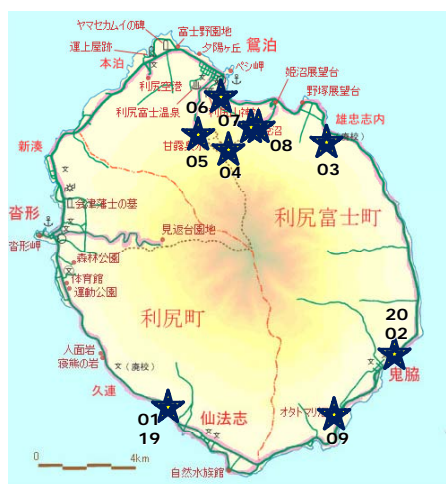 ヤマセカムイの碑
富士野園地
鴛泊
運上屋跡
夕陽ヶ丘
本泊
ペシ岬
姫沼展望台
利尻空港
野塚展望台
利尻富士温泉
06
07
雄忠志内
(廃校)
甘露泉水
08
05
04
03
新湊
会津藩士の墓
利尻富士町
沓形
見返台園地
沓形岬
森林公園
体育館
運動公園
利尻町
20
02
人面岩
寝熊の岩
(廃校)
鬼脇
久連
01
19
仙法志
オタトマリ
09
0
4km
自然水族館